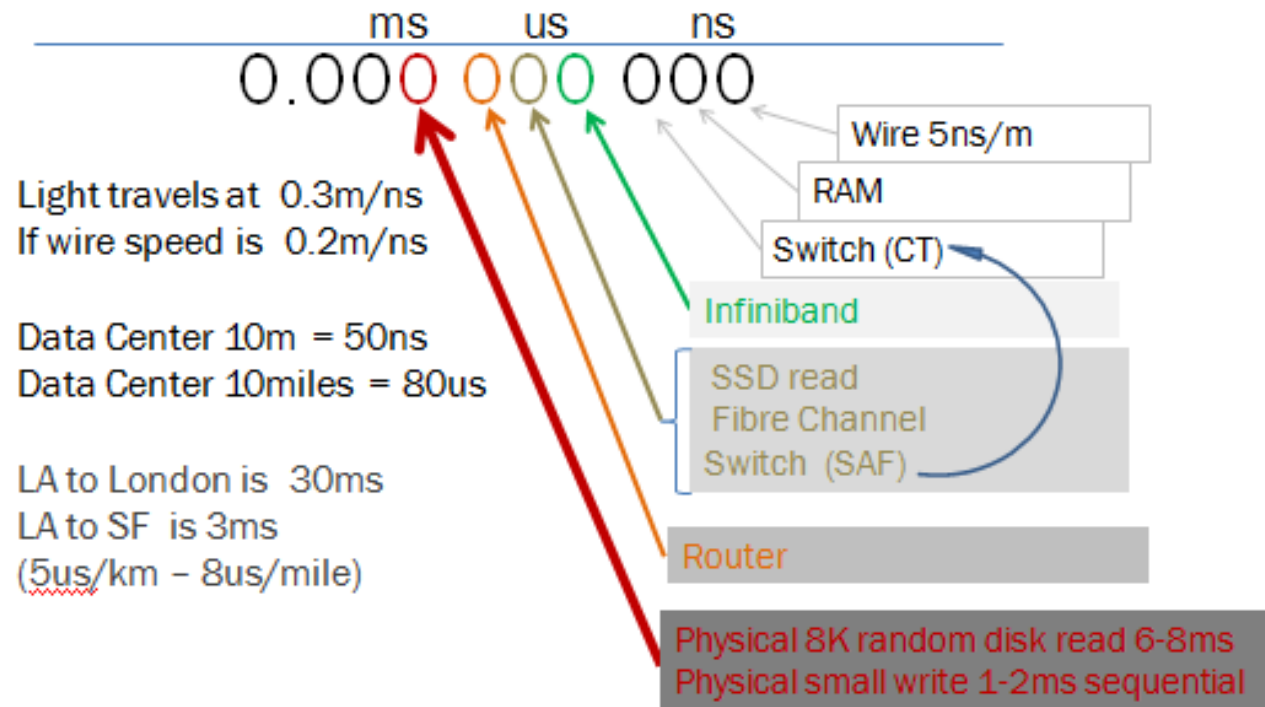 ms us ns
0.000 000 000
Wire 5ns/m
RAM
Switch (CT)
Light travels at 0.3m/ns
If wire speed is 0.2m/ns
Data Center 10m = 50ns
Data Center 10miles = 80us
LA to London is 30ms
LA to SF is 3ms
(5us/km – 8us/mile)
Infiniband
SSD read
Fibre Channel
Switch (SAF)
Router
Physical 8K random disk read 6-8ms
Physical small write 1-2ms sequential